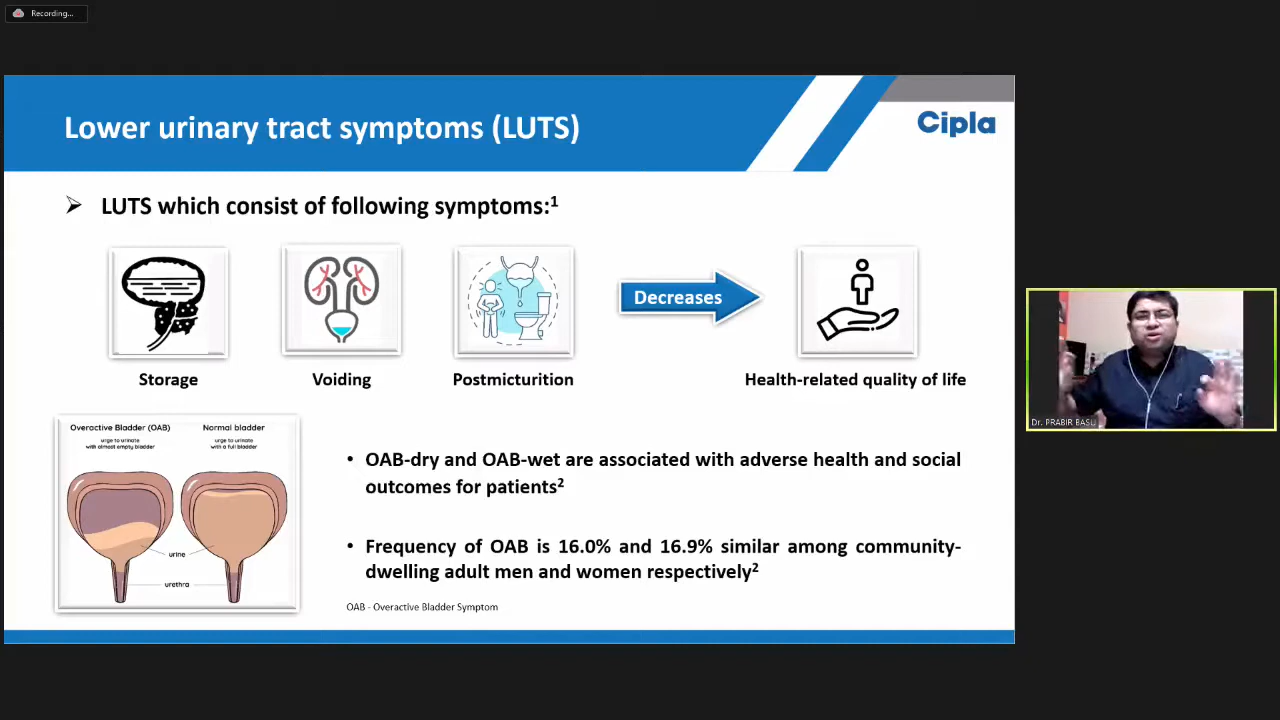 Recording...
Lower urinary tract symptoms (LUTS)
Cipla
➢ LUTS which consist of following symptoms:¹
Decreases
Storage
Voiding
Postmicturition
Health-related quality of life
Overactive Bladder (OAB)
urge to urinate
with almost empty bladder
Normal bladder
urge to urinate
with a full bladder
urine
urethra
• OAB-dry and OAB-wet are associated with adverse health and social
outcomes for patients²
• Frequency of OAB is 16.0% and 16.9% similar among community-
dwelling adult men and women respectively²
OAB - Overactive Bladder Symptom
Dr. PRABIR BASU